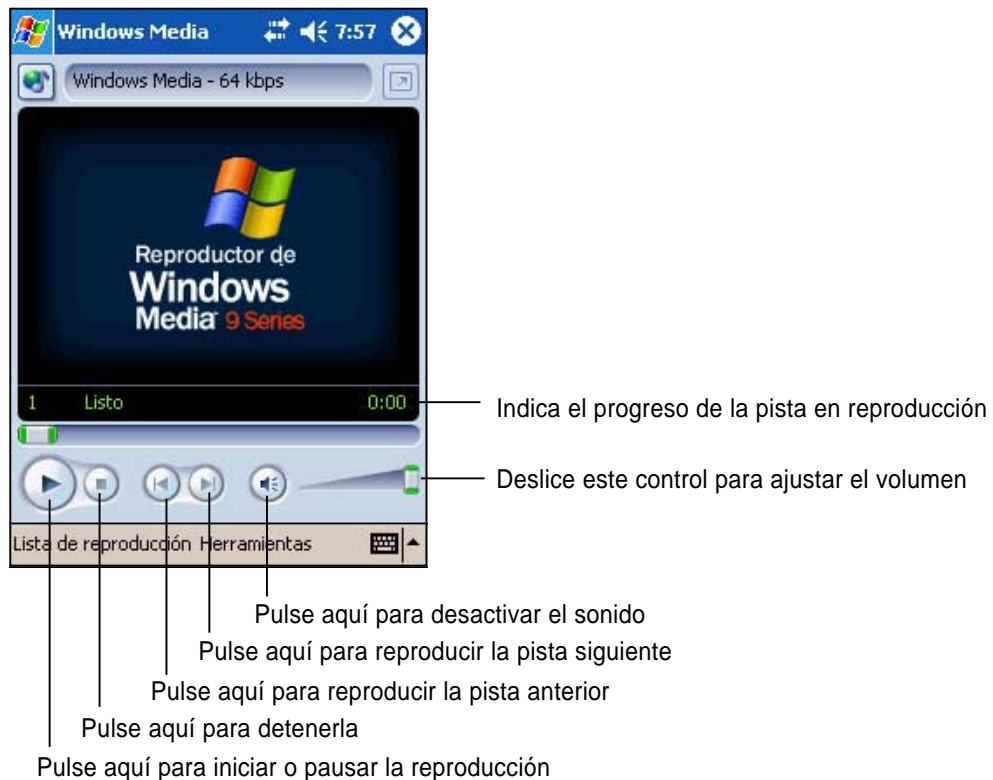 Windows Media 7:57
Windows Media - 64 kbps
Reproductor de
Windows
Media 9 Series
1 Listo 0:00
Indica el progreso de la pista en reproducción
Deslice este control para ajustar el volumen
Lista de reproducción Herramientas
Pulse aquí para desactivar el sonido
Pulse aquí para reproducir la pista siguiente
Pulse aquí para reproducir la pista anterior
Pulse aquí para detenerla
Pulse aquí para iniciar o pausar la reproducción